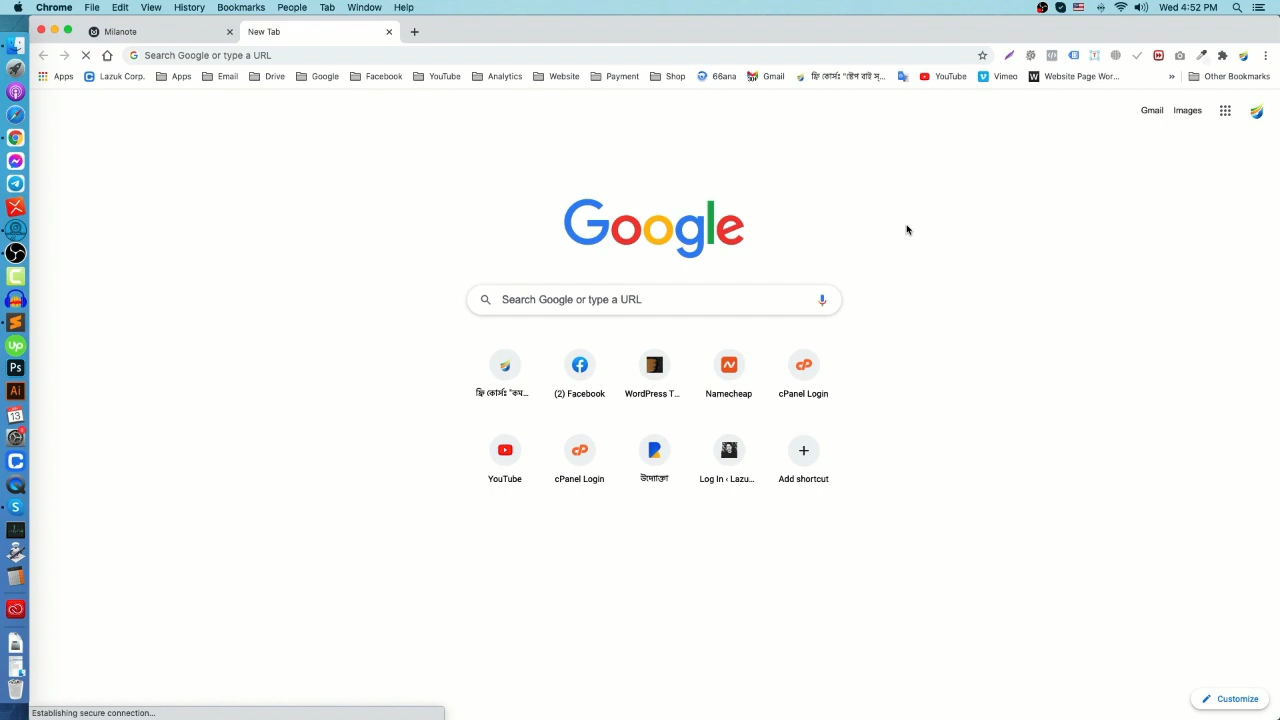 Chrome File Edit View History Bookmarks People Tab Window Help Wed 4:52 PM
Milanote New Tab
Search Google or type a URL
Apps Lazuk Corp. Apps Email Drive Google Facebook YouTube Analytics Website Payment Shop 66ana Gmail ফ্রি কোর্সঃ "স্টেপ বাই স্... YouTube Vimeo Website Page Wor... » Other Bookmarks
Gmail Images
Google
Search Google or type a URL
ফ্রি কোর্সঃ "কম... (2) Facebook WordPress T... Namecheap cPanel Login
YouTube cPanel Login উদ্যোক্তা Log In ‹ Lazu... Add shortcut
Customize
Establishing secure connection...